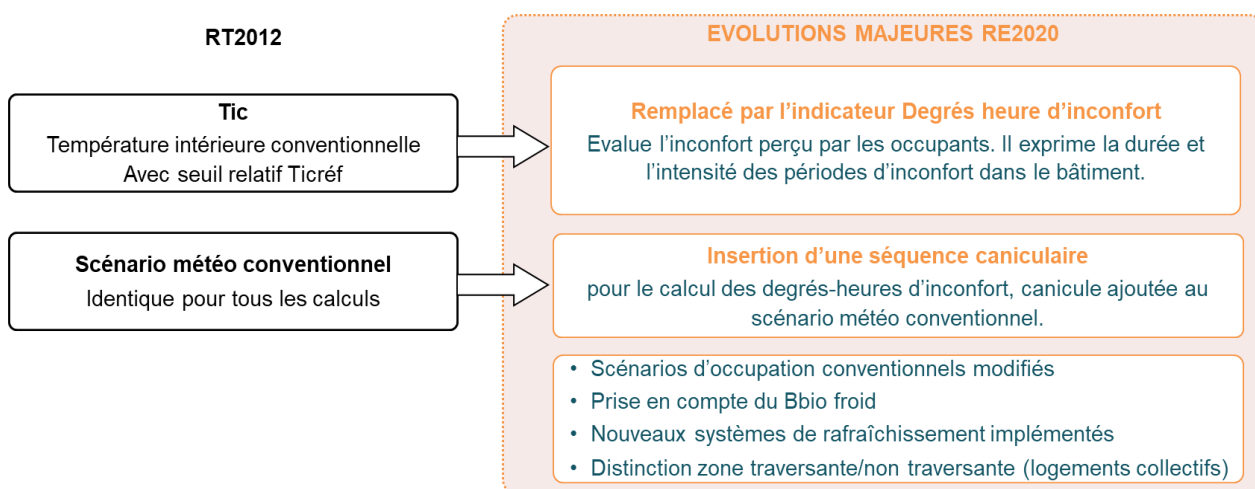 RT2012
EVOLUTIONS MAJEURES RE2020
Tic
Température intérieure conventionnelle
Avec seuil relatif Ticréf
Remplacé par l'indicateur Degrés heure d'inconfort
Evalue l'inconfort perçu par les occupants. Il exprime la durée et
l'intensité des périodes d'inconfort dans le bâtiment.
Scénario météo conventionnel
Identique pour tous les calculs
Insertion d'une séquence caniculaire
pour le calcul des degrés-heures d'inconfort, canicule ajoutée au
scénario météo conventionnel.
• Scénarios d'occupation conventionnels modifiés
• Prise en compte du Bbio froid
• Nouveaux systèmes de rafraîchissement implémentés
• Distinction zone traversante/non traversante (logements collectifs)